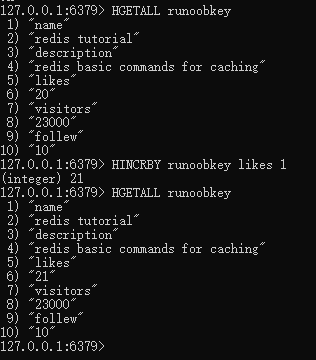 127.0.0.1:6379> HGETALL runoobkey
1) "name"
2) "redis tutorial"
3) "description"
4) "redis basic commands for caching"
5) "likes"
6) "20"
7) "visitors"
8) "23000"
9) "follew"
10) "10"
127.0.0.1:6379> HINCRBY runoobkey likes 1
(integer) 21
127.0.0.1:6379> HGETALL runoobkey
1) "name"
2) "redis tutorial"
3) "description"
4) "redis basic commands for caching"
5) "likes"
6) "21"
7) "visitors"
8) "23000"
9) "follew"
10) "10"
127.0.0.1:6379>